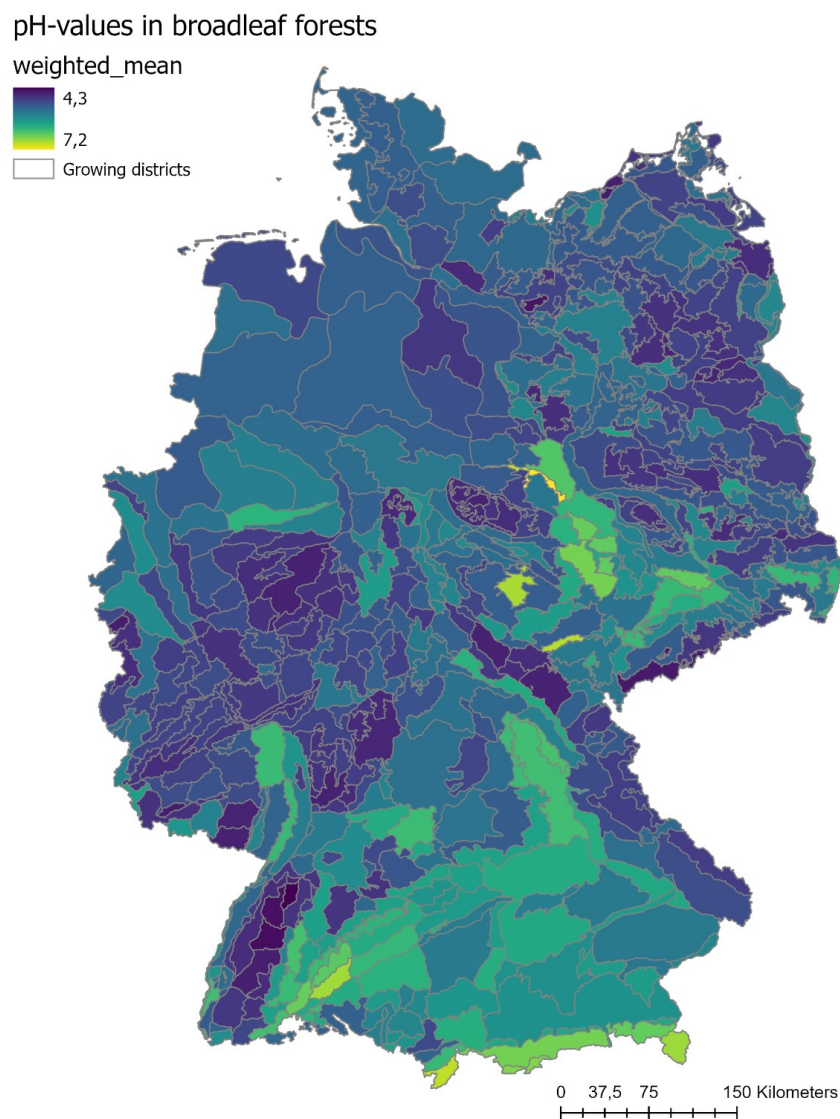 pH-values in broadleaf forests
weighted_mean
4,3
7,2
Growing districts
0 37,5 75 150 Kilometers